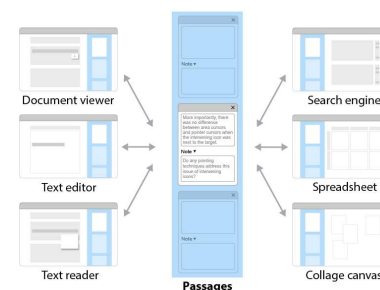 Note ▾
More importantly, there
was no difference
between area cursors
and pointer cursors when
the intervening icon was
next to the target.
Note ▾
Do any pointing
techniques address this
issue of intervening
icons?
Note ▾
Document viewer
Text editor
Text reader
Passages
Search engine
Spreadsheet
Collage canvas